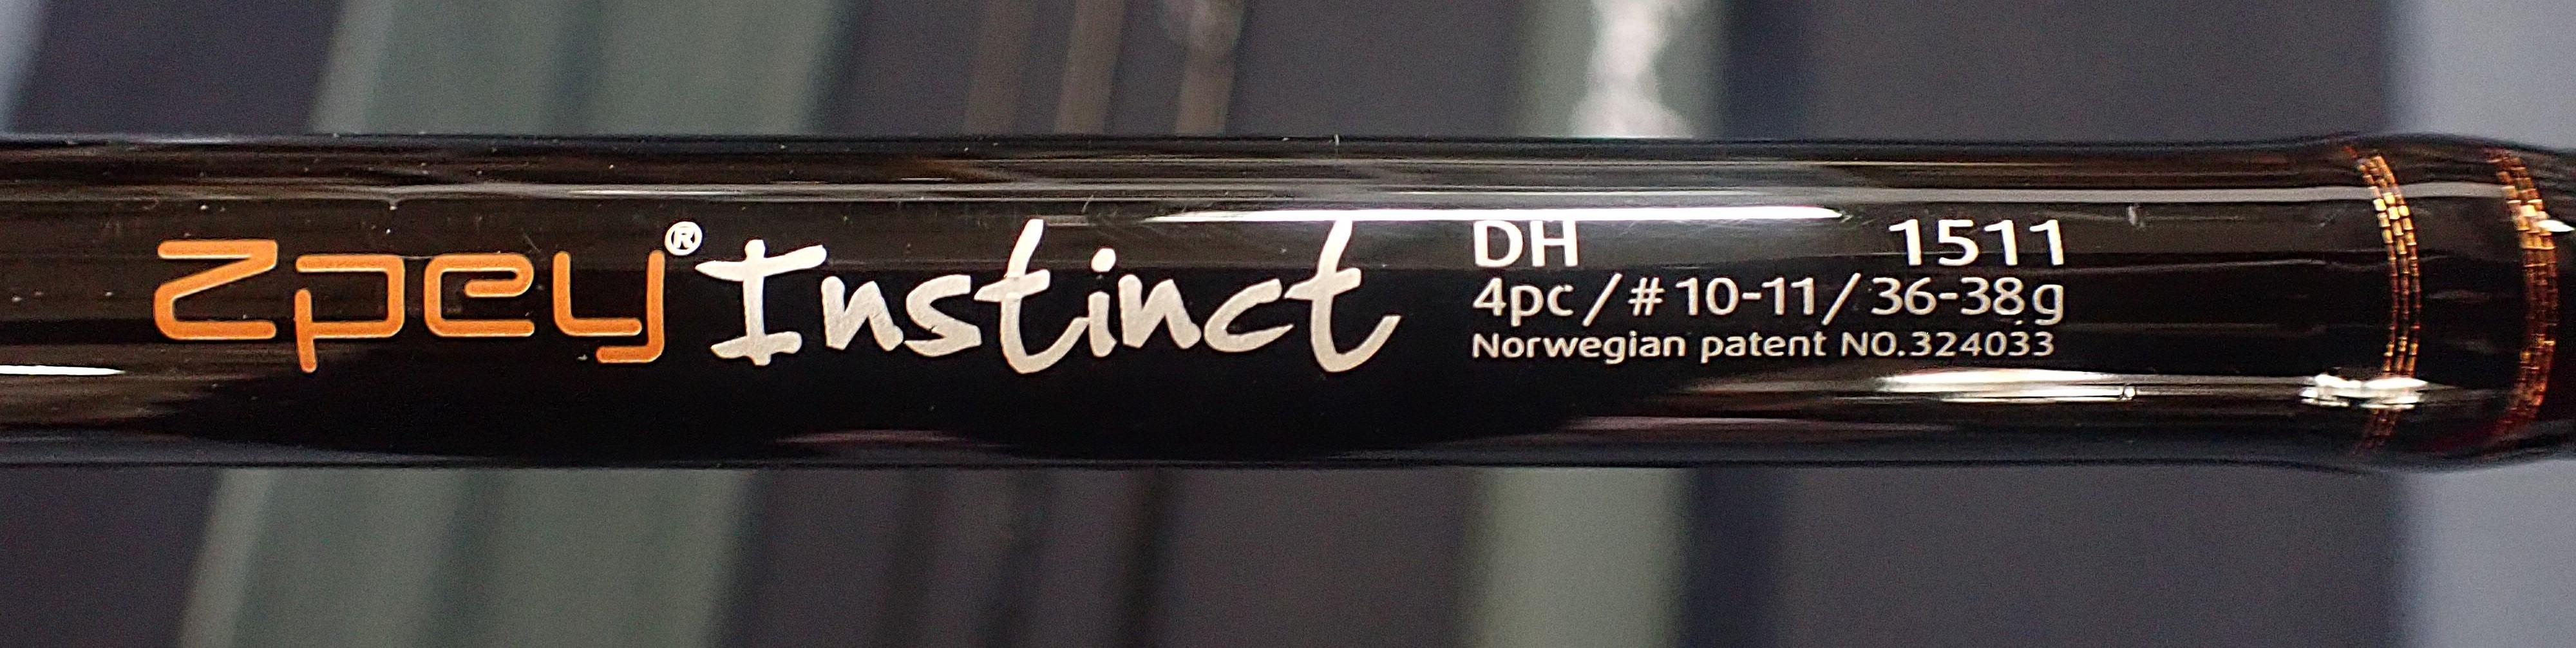 Zpey® Instinct
DH 1511
4pc/#10-11/36-38g
Norwegian patent NO.324033